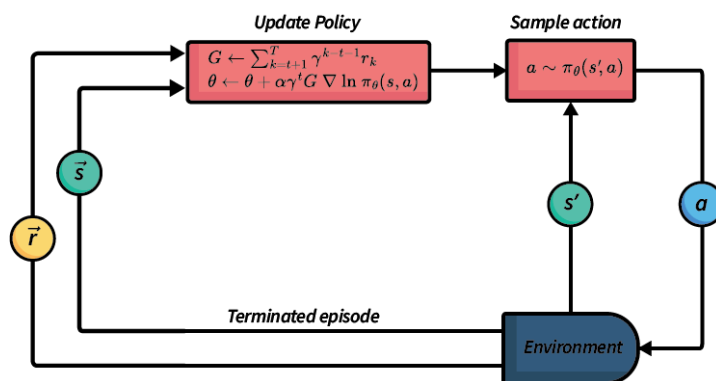 Update Policy
Sample action
G ← ∑_{k=t+1}^{T} γ^{k−t−1} r_k
θ ← θ + αγ^t G ∇ ln π_θ(s, a)
a ∼ π_θ(s′, a)
s⃗
s′
a
r⃗
Terminated episode
Environment